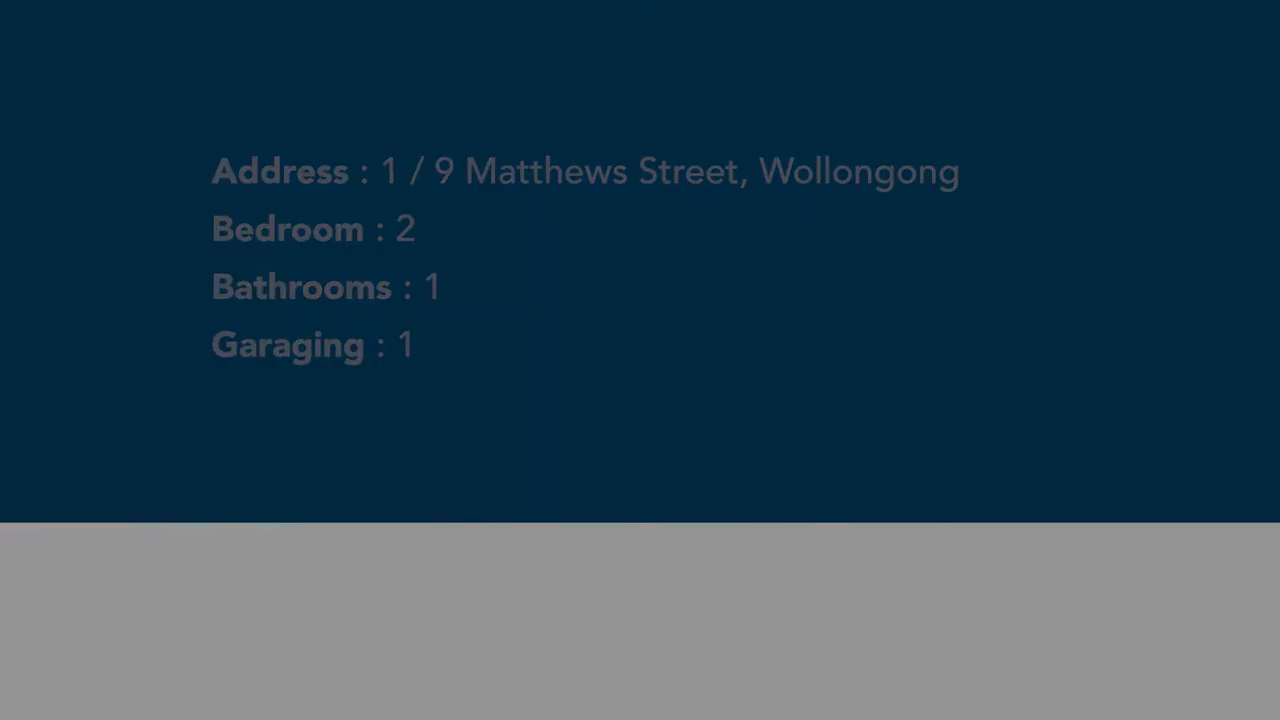 Address : 1 / 9 Matthews Street, Wollongong
Bedroom : 2
Bathrooms : 1
Garaging : 1